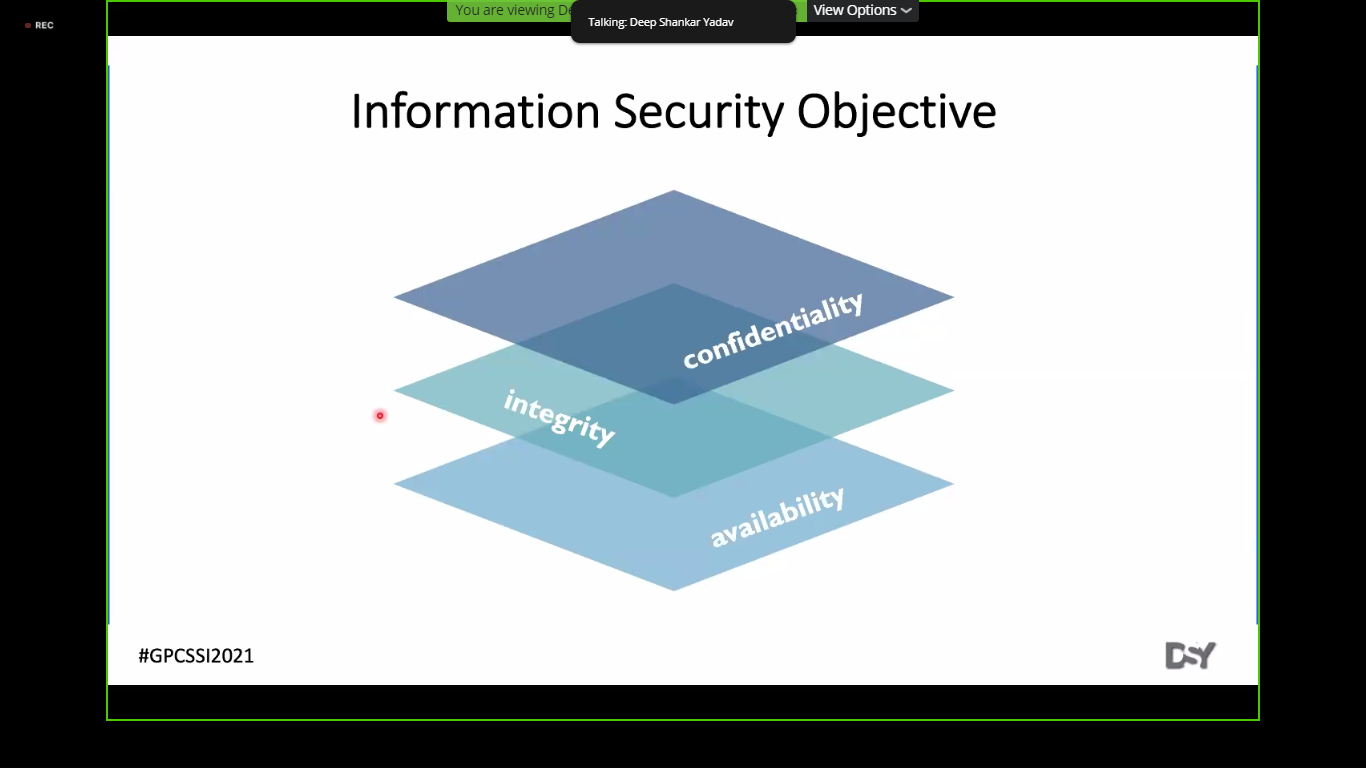 REC
You are viewing De
Talking: Deep Shankar Yadav
View Options
Information Security Objective
confidentiality
integrity
availability
#GPCSSI2021
DSY